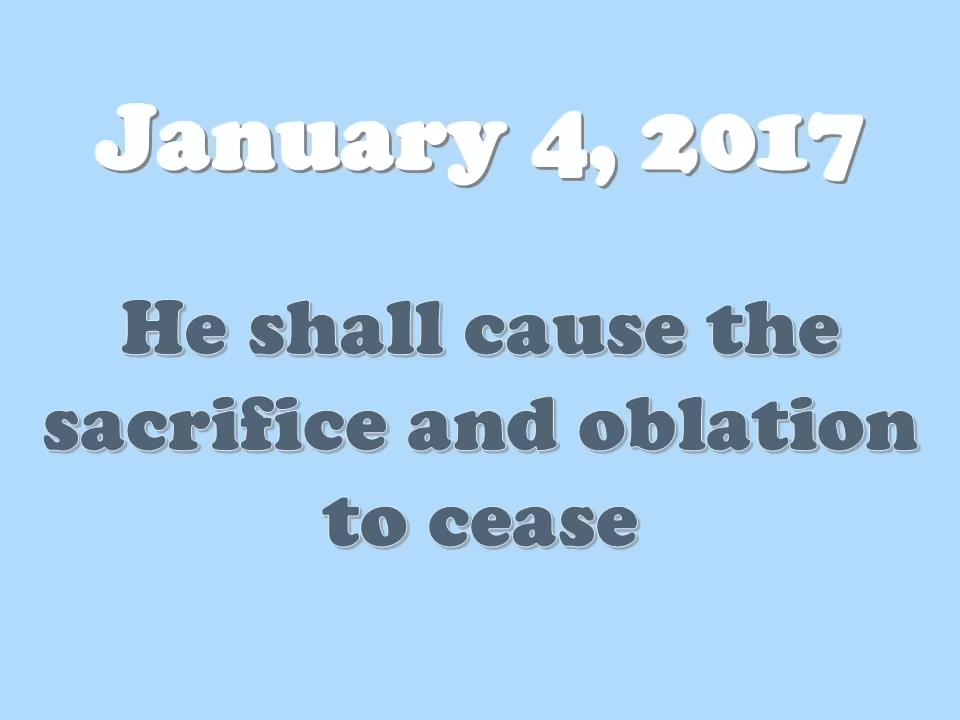 January 4, 2017
He shall cause the
sacrifice and oblation
to cease